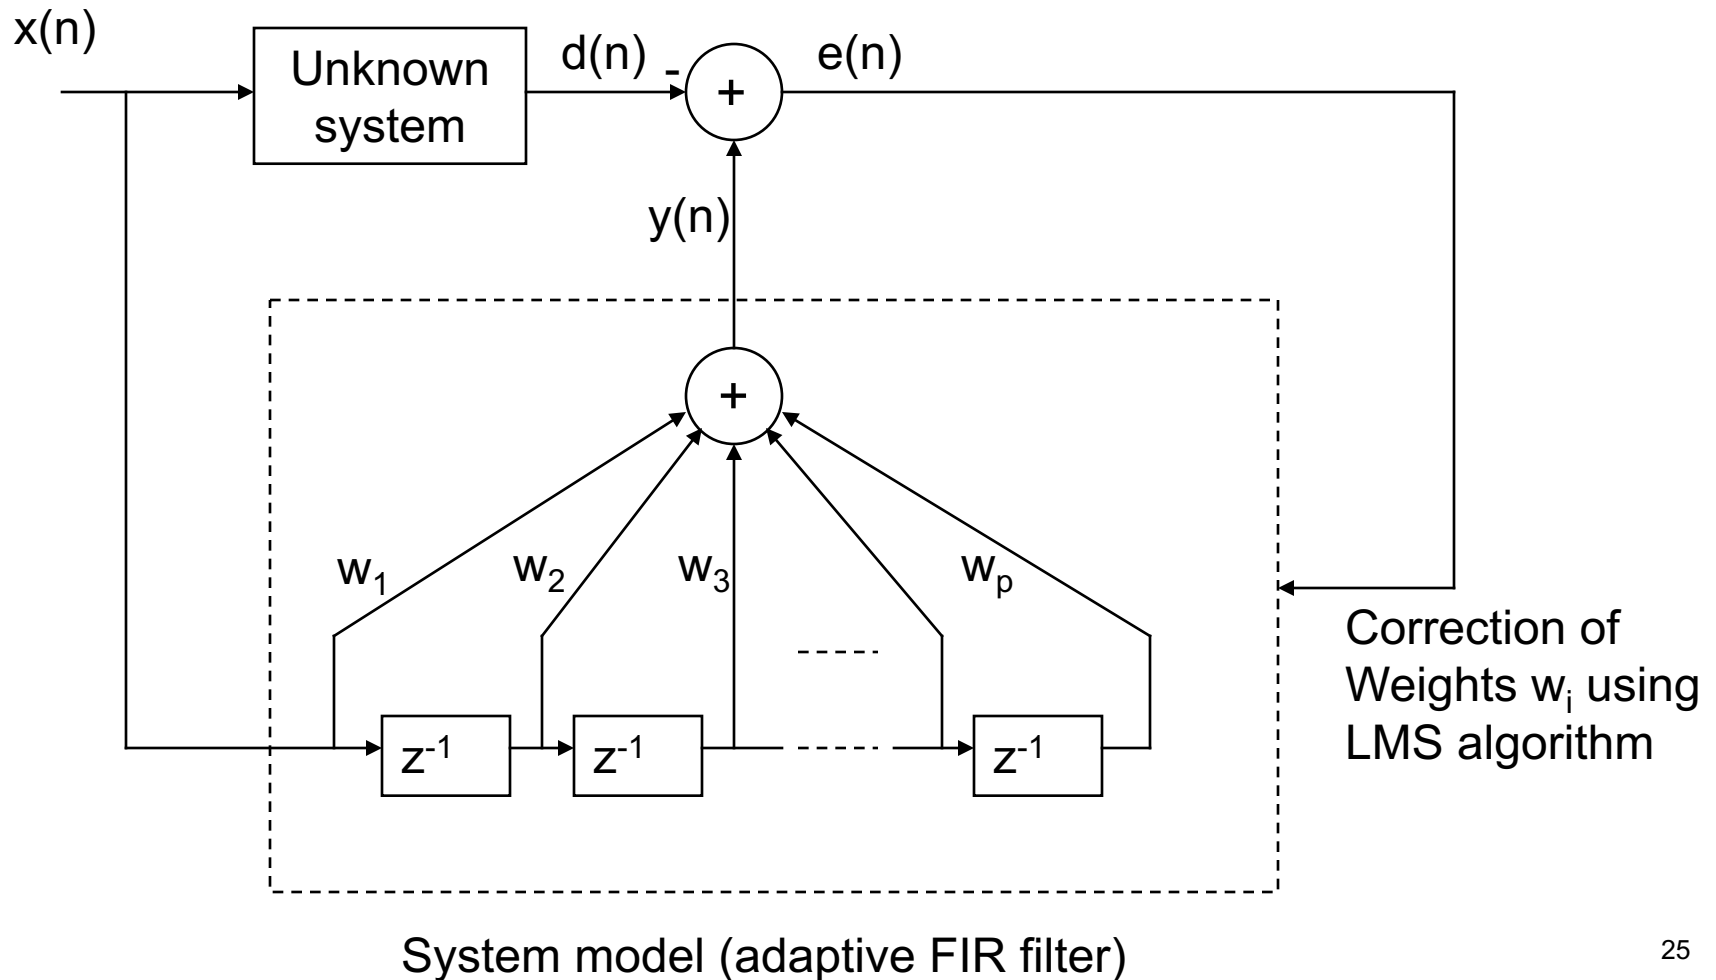 x(n)
Unknown
system
d(n)
-
+
e(n)
y(n)
+
w₁
w₂
w₃
wₚ
z⁻¹
z⁻¹
z⁻¹
Correction of
Weights wᵢ using
LMS algorithm
System model (adaptive FIR filter)
25